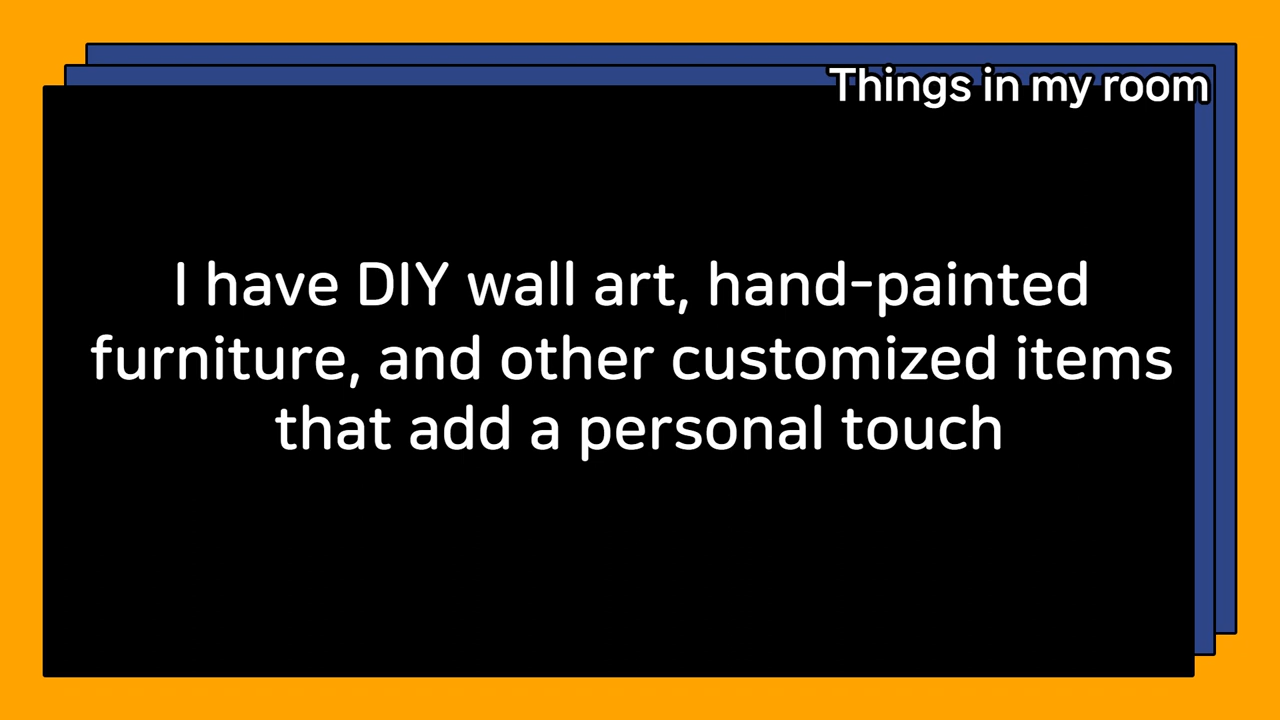 Things in my room
I have DIY wall art, hand-painted
furniture, and other customized items
that add a personal touch